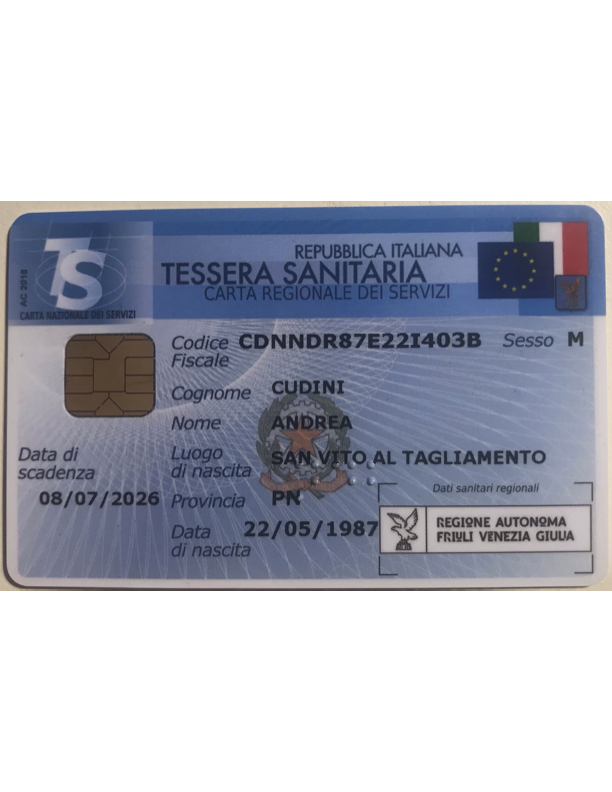 REPUBBLICA ITALIANA
TESSERA SANITARIA
CARTA REGIONALE DEI SERVIZI
TS
AC 2918
CARTA NAZIONALE DEI SERVIZI
Codice Fiscale CDNNDR87E22I403B Sesso M
Cognome CUDINI
Nome ANDREA
Luogo di nascita SAN VITO AL TAGLIAMENTO
Data di scadenza 08/07/2026
Provincia PN
Data di nascita 22/05/1987
Dati sanitari regionali
REGIONE AUTONOMA
FRIULI VENEZIA GIULIA